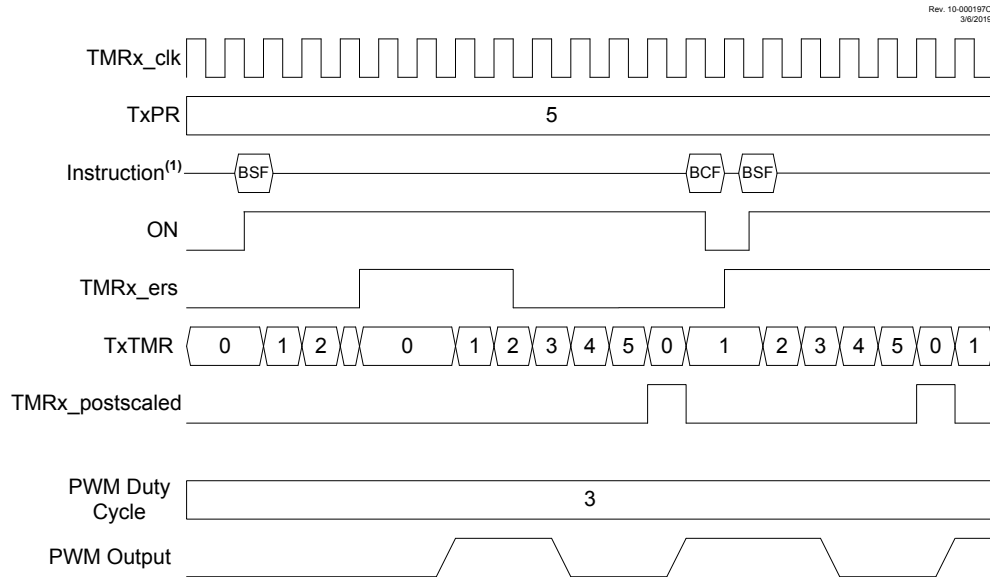 Rev. 10-000197C
3/6/2019
TMRx_clk
TxPR 5
Instruction(1) BSF BCF BSF
ON
TMRx_ers
TxTMR 0 1 2 0 1 2 3 4 5 0 1 2 3 4 5 0 1
TMRx_postscaled
PWM Duty
Cycle 3
PWM Output